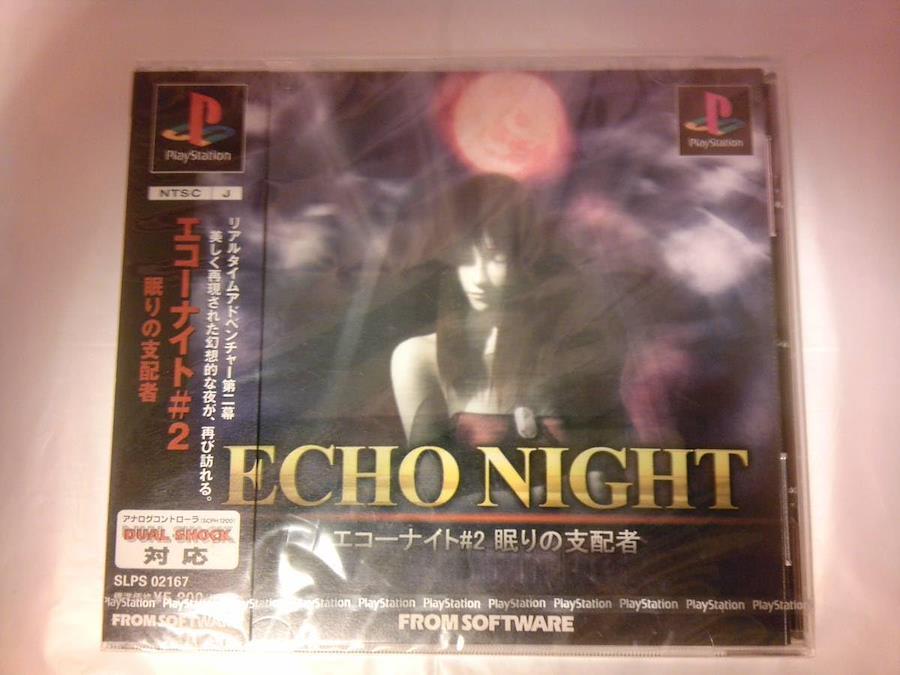 PlayStation
NTSC J
リアルタイムアドベンチャー第二幕
美しく再現された幻想的な夜が、再び訪れる。
エコーナイト#2
眠りの支配者
アナログコントローラ(SCPH1200)
DUAL SHOCK
対応
SLPS 02167
FROM SOFTWARE
PlayStation
ECHO NIGHT
エコーナイト#2 眠りの支配者
PlayStation PlayStation PlayStation PlayStation PlayStation PlayStation PlayStation PlayStation PlayStation PlayStation PlayStation
FROM SOFTWARE